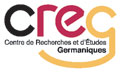 creg
Centre de Recherches et d'Études
Germaniques